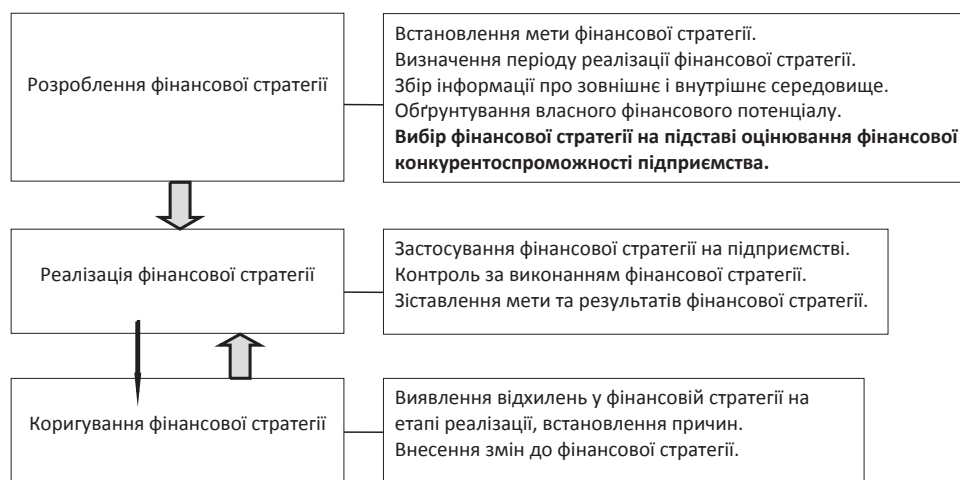 Розроблення фінансової стратегії
Встановлення мети фінансової стратегії.
Визначення періоду реалізації фінансової стратегії.
Збір інформації про зовнішнє і внутрішнє середовище.
Обґрунтування власного фінансового потенціалу.
Вибір фінансової стратегії на підставі оцінювання фінансової
конкурентоспроможності підприємства.
Реалізація фінансової стратегії
Застосування фінансової стратегії на підприємстві.
Контроль за виконанням фінансової стратегії.
Зіставлення мети та результатів фінансової стратегії.
Коригування фінансової стратегії
Виявлення відхилень у фінансовій стратегії на
етапі реалізації, встановлення причин.
Внесення змін до фінансової стратегії.